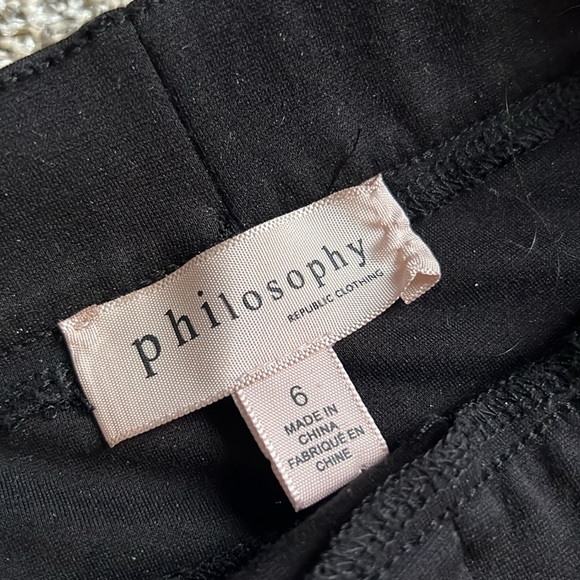 philosophy
REPUBLIC CLOTHING
6
MADE IN
CHINA
FABRIQUÉ EN
CHINE